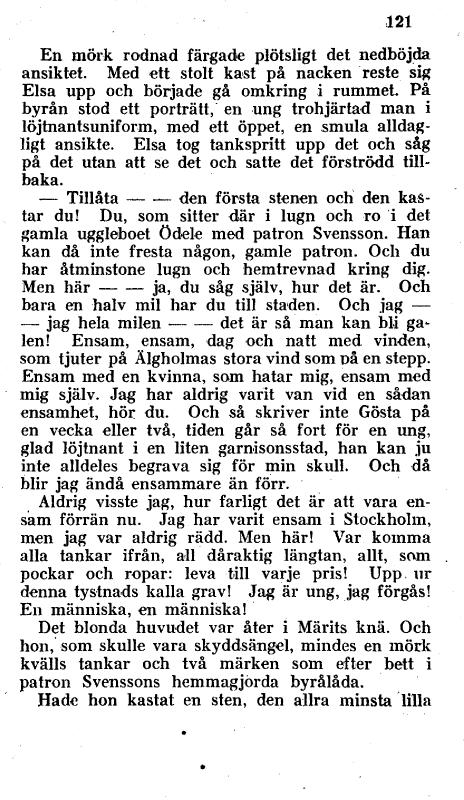 121
En mörk rodnad färgade plötsligt det nedböjda
ansiktet. Med ett stolt kast på nacken reste sig
Elsa upp och började gå omkring i rummet. På
byrån stod ett porträtt, en ung trohjärtad man i
löjtnantsuniform, med ett öppet, en smula alldag-
ligt ansikte. Elsa tog tankspritt upp det och såg
på det utan att se det och satte det förströdd till-
baka.
— Tillåta — — den första stenen och den kas-
tar du! Du, som sitter där i lugn och ro i det
gamla uggleboet Ödele med patron Svensson. Han
kan då inte fresta någon, gamle patron. Och du
har åtminstone lugn och hemtrevnad kring dig.
Men här — — ja, du såg själv, hur det är. Och
bara en halv mil har du till staden. Och jag —
— jag hela milen — — det är så man kan bli ga-
len! Ensam, ensam, dag och natt med vinden,
som tjuter på Älgholmas stora vind som på en stepp.
Ensam med en kvinna, som hatar mig, ensam med
mig själv. Jag har aldrig varit van vid en sådan
ensamhet, hör du. Och så skriver inte Gösta på
en vecka eller två, tiden går så fort för en ung,
glad löjtnant i en liten garnisonsstad, han kan ju
inte alldeles begrava sig för min skull. Och då
blir jag ändå ensammare än förr.
Aldrig visste jag, hur farligt det är att vara en-
sam förrän nu. Jag har varit ensam i Stockholm,
men jag var aldrig rädd. Men här! Var komma
alla tankar ifrån, all dåraktig längtan, allt, som
pockar och ropar: leva till varje pris! Upp ur
denna tystnads kalla grav! Jag är ung, jag förgås!
En människa, en människa!
Det blonda huvudet var åter i Märits knä. Och
hon, som skulle vara skyddsängel, mindes en mörk
kvälls tankar och två märken som efter bett i
patron Svenssons hemmagjorda byrålåda.
Hade hon kastat en sten, den allra minsta lilla